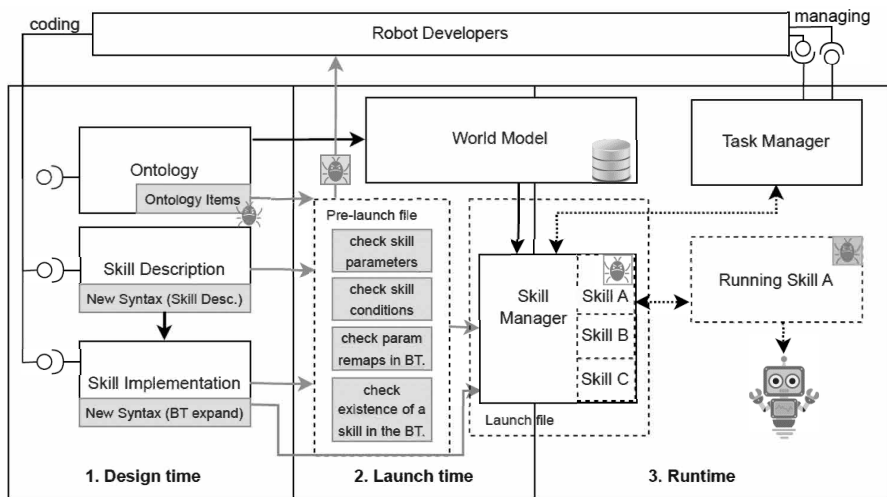 coding
managing
Robot Developers
World Model
Task Manager
Ontology
Ontology Items
Pre-launch file
check skill
parameters
Skill Description
New Syntax (Skill Desc.)
check skill
conditions
Skill
Manager
Skill A
Skill B
Skill C
Running Skill A
check param
remaps in BT.
Skill Implementation
New Syntax (BT expand)
check
existence of a
skill in the BT.
Launch file
1. Design time
2. Launch time
3. Runtime